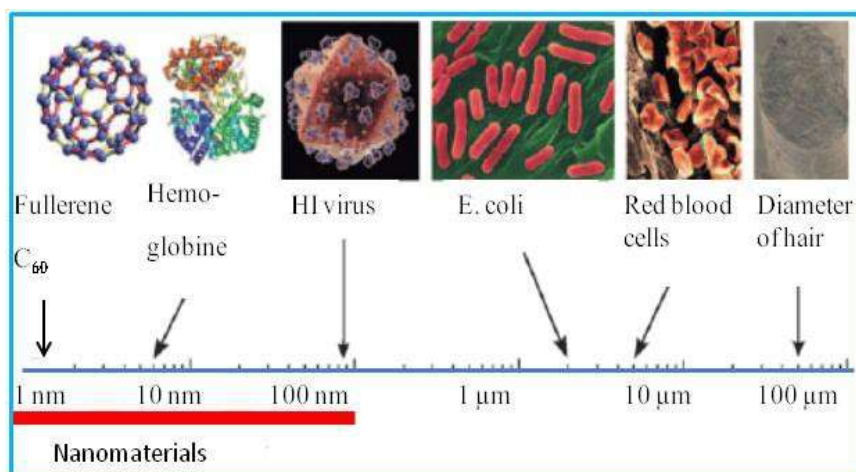 Fullerene
C60
Hemo-
globine
HI virus
E. coli
Red blood
cells
Diameter
of hair
1 nm 10 nm 100 nm 1 µm 10 µm 100 µm
Nanomaterials